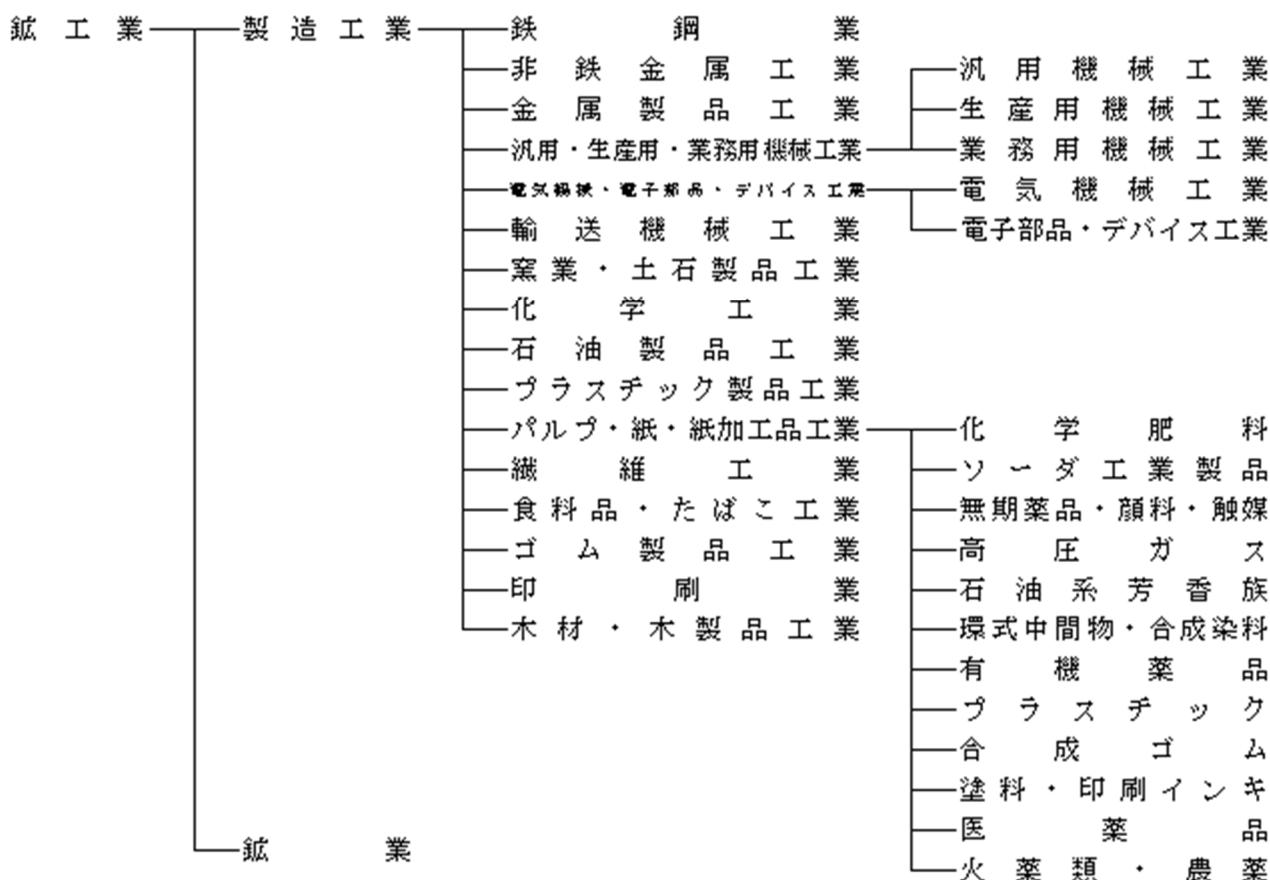 鉱工業 製造工業 鉄鋼業
非鉄金属工業 汎用機械工業
金属製品工業 生産用機械工業
汎用・生産用・業務用機械工業 業務用機械工業
電気機械・電子部品・デバイス工業 電気機械工業
輸送機械工業 電子部品・デバイス工業
窯業・土石製品工業
化学工業
石油製品工業
プラスチック製品工業
パルプ・紙・紙加工品工業 化学肥料
繊維工業 ソーダ工業製品
食料品・たばこ工業 無期薬品・顔料・触媒
ゴム製品工業 高圧ガス
印刷業 石油系芳香族
木材・木製品工業 環式中間物・合成染料
有機薬品
プラスチック
合成ゴム
塗料・印刷インキ
医薬品
鉱業
火薬類・農薬